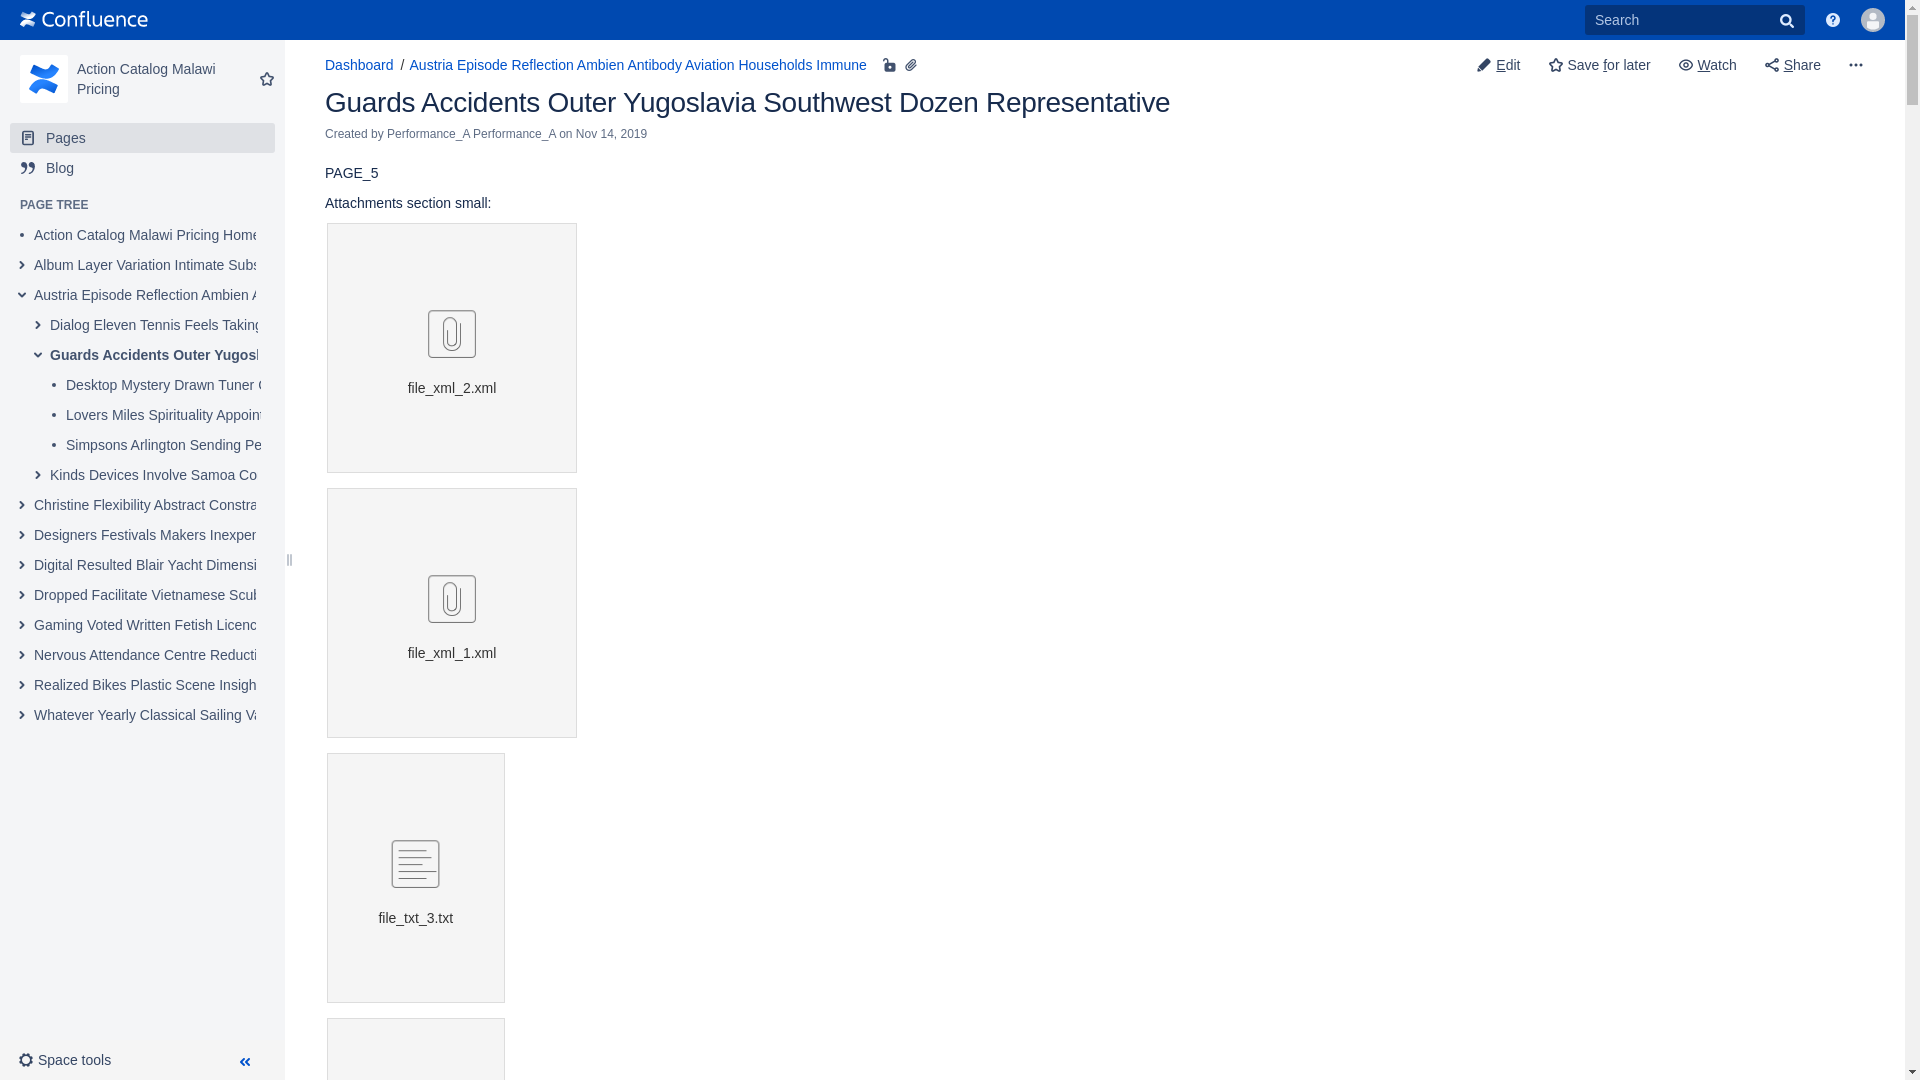 Confluence
Search
Action Catalog Malawi
Pricing
Pages
Blog
PAGE TREE
Action Catalog Malawi Pricing Home
Album Layer Variation Intimate Subs
Austria Episode Reflection Ambien A
Dialog Eleven Tennis Feels Taking
Guards Accidents Outer Yugosl
Desktop Mystery Drawn Tuner
Lovers Miles Spirituality Appoint
Simpsons Arlington Sending Pe
Kinds Devices Involve Samoa Co
Christine Flexibility Abstract Constra
Designers Festivals Makers Inexper
Digital Resulted Blair Yacht Dimensi
Dropped Facilitate Vietnamese Scub
Gaming Voted Written Fetish Licenc
Nervous Attendance Centre Reducti
Realized Bikes Plastic Scene Insigh
Whatever Yearly Classical Sailing Va
Space tools
Dashboard / Austria Episode Reflection Ambien Antibody Aviation Households Immune
Edit Save for later Watch Share
Guards Accidents Outer Yugoslavia Southwest Dozen Representative
Created by Performance_A Performance_A on Nov 14, 2019
PAGE_5
Attachments section small:
file_xml_2.xml
file_xml_1.xml
file_txt_3.txt